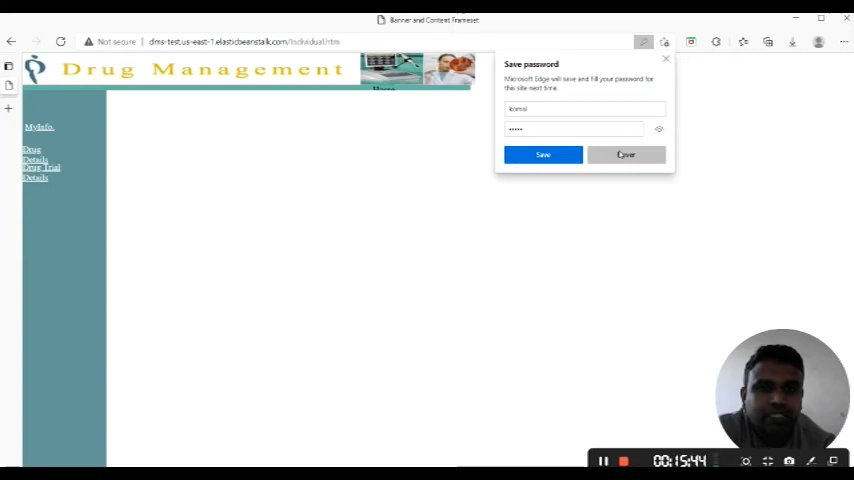 Banner and Content Frameset
Not secure | dms-test.us-east-1.elasticbeanstalk.com/Individual.htm
Drug Management
Home
MyInfo.
Drug
Details
Drug Trial
Details
Save password
Microsoft Edge will save and fill your password for
this site next time.
komal
•••••
Save
00:15:44